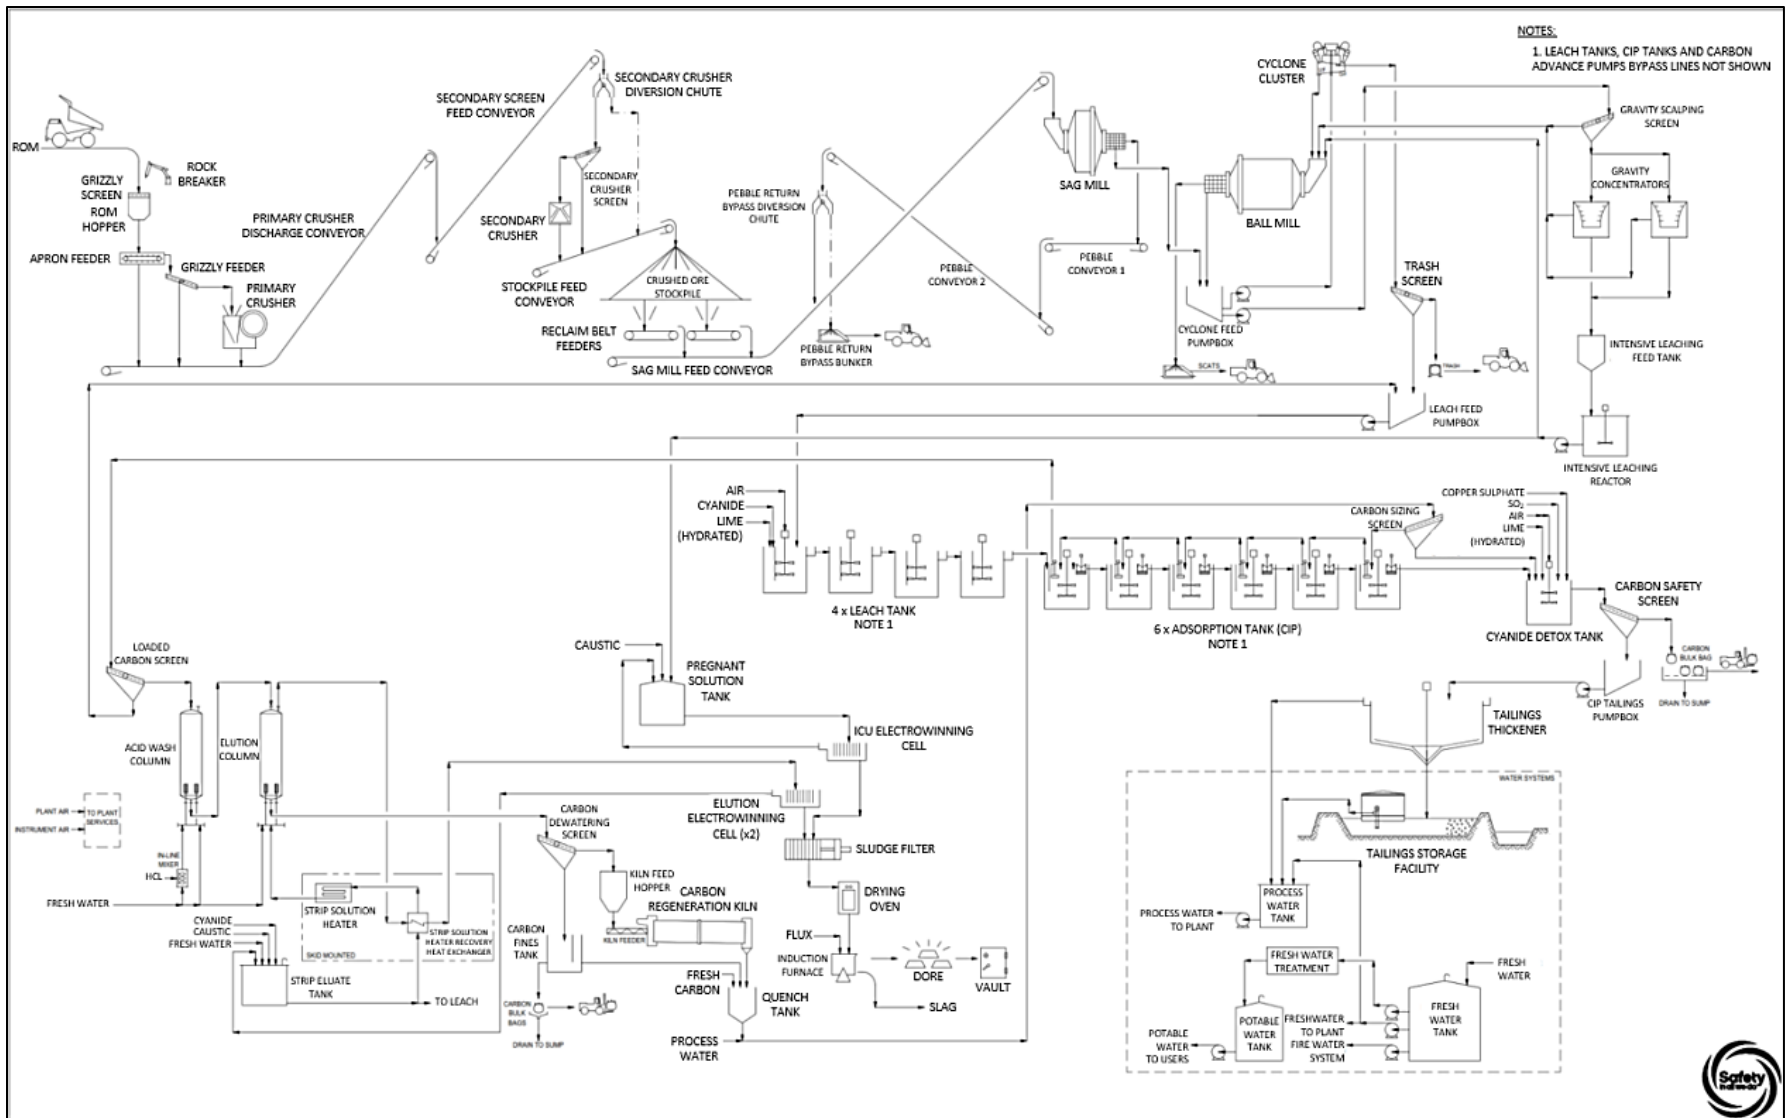 NOTES:
1. LEACH TANKS, CIP TANKS AND CARBON
ADVANCE PUMPS BYPASS LINES NOT SHOWN
ROM
ROCK
BREAKER
GRIZZLY
SCREEN
ROM
HOPPER
APRON FEEDER
GRIZZLY FEEDER
PRIMARY
CRUSHER
PRIMARY CRUSHER
DISCHARGE CONVEYOR
SECONDARY SCREEN
FEED CONVEYOR
SECONDARY CRUSHER
DIVERSION CHUTE
SECONDARY
CRUSHER
SCREEN
SECONDARY
CRUSHER
STOCKPILE FEED
CONVEYOR
CRUSHED ORE
STOCKPILE
RECLAIM BELT
FEEDERS
SAG MILL FEED CONVEYOR
PEBBLE RETURN
BYPASS DIVERSION
CHUTE
PEBBLE RETURN
BYPASS BUNKER
PEBBLE
CONVEYOR 2
PEBBLE
CONVEYOR 1
SAG MILL
CYCLONE
CLUSTER
BALL MILL
CYCLONE FEED
PUMPBOX
SCATS
TRASH
SCREEN
TRASH
GRAVITY SCALPING
SCREEN
GRAVITY
CONCENTRATORS
INTENSIVE LEACHING
FEED TANK
INTENSIVE LEACHING
REACTOR
LEACH FEED
PUMPBOX
AIR
CYANIDE
LIME
(HYDRATED)
4 x LEACH TANK
NOTE 1
6 x ADSORPTION TANK (CIP)
NOTE 1
CARBON SIZING
SCREEN
COPPER SULPHATE
SO₂
AIR
LIME
(HYDRATED)
CYANIDE DETOX TANK
CARBON SAFETY
SCREEN
CARBON
BULK BAG
DRAIN TO SUMP
CIP TAILINGS
PUMPBOX
TAILINGS
THICKENER
LOADED
CARBON SCREEN
ACID WASH
COLUMN
ELUTION
COLUMN
PLANT AIR
INSTRUMENT AIR
TO PLANT
SERVICES
IN-LINE
MIXER
HCL
FRESH WATER
STRIP SOLUTION
HEATER
STRIP SOLUTION
HEATER RECOVERY
HEAT EXCHANGER
SKID MOUNTED
CYANIDE
CAUSTIC
FRESH WATER
STRIP ELUATE
TANK
TO LEACH
CAUSTIC
PREGNANT
SOLUTION
TANK
ICU ELECTROWINNING
CELL
ELUTION
ELECTROWINNING
CELL (x2)
SLUDGE FILTER
DRYING
OVEN
FLUX
INDUCTION
FURNACE
DORE
VAULT
SLAG
CARBON
DEWATERING
SCREEN
KILN FEED
HOPPER
CARBON
REGENERATION KILN
KILN FEEDER
CARBON
FINES
TANK
CARBON
BULK
BAGS
DRAIN TO SUMP
FRESH
CARBON
QUENCH
TANK
PROCESS
WATER
WATER SYSTEMS
TAILINGS STORAGE
FACILITY
PROCESS
WATER
TANK
PROCESS WATER
TO PLANT
FRESH WATER
TREATMENT
FRESH
WATER
FRESH
WATER
TANK
POTABLE
WATER
TANK
POTABLE
WATER
TO USERS
FRESHWATER
TO PLANT
FIRE WATER
SYSTEM
Safety